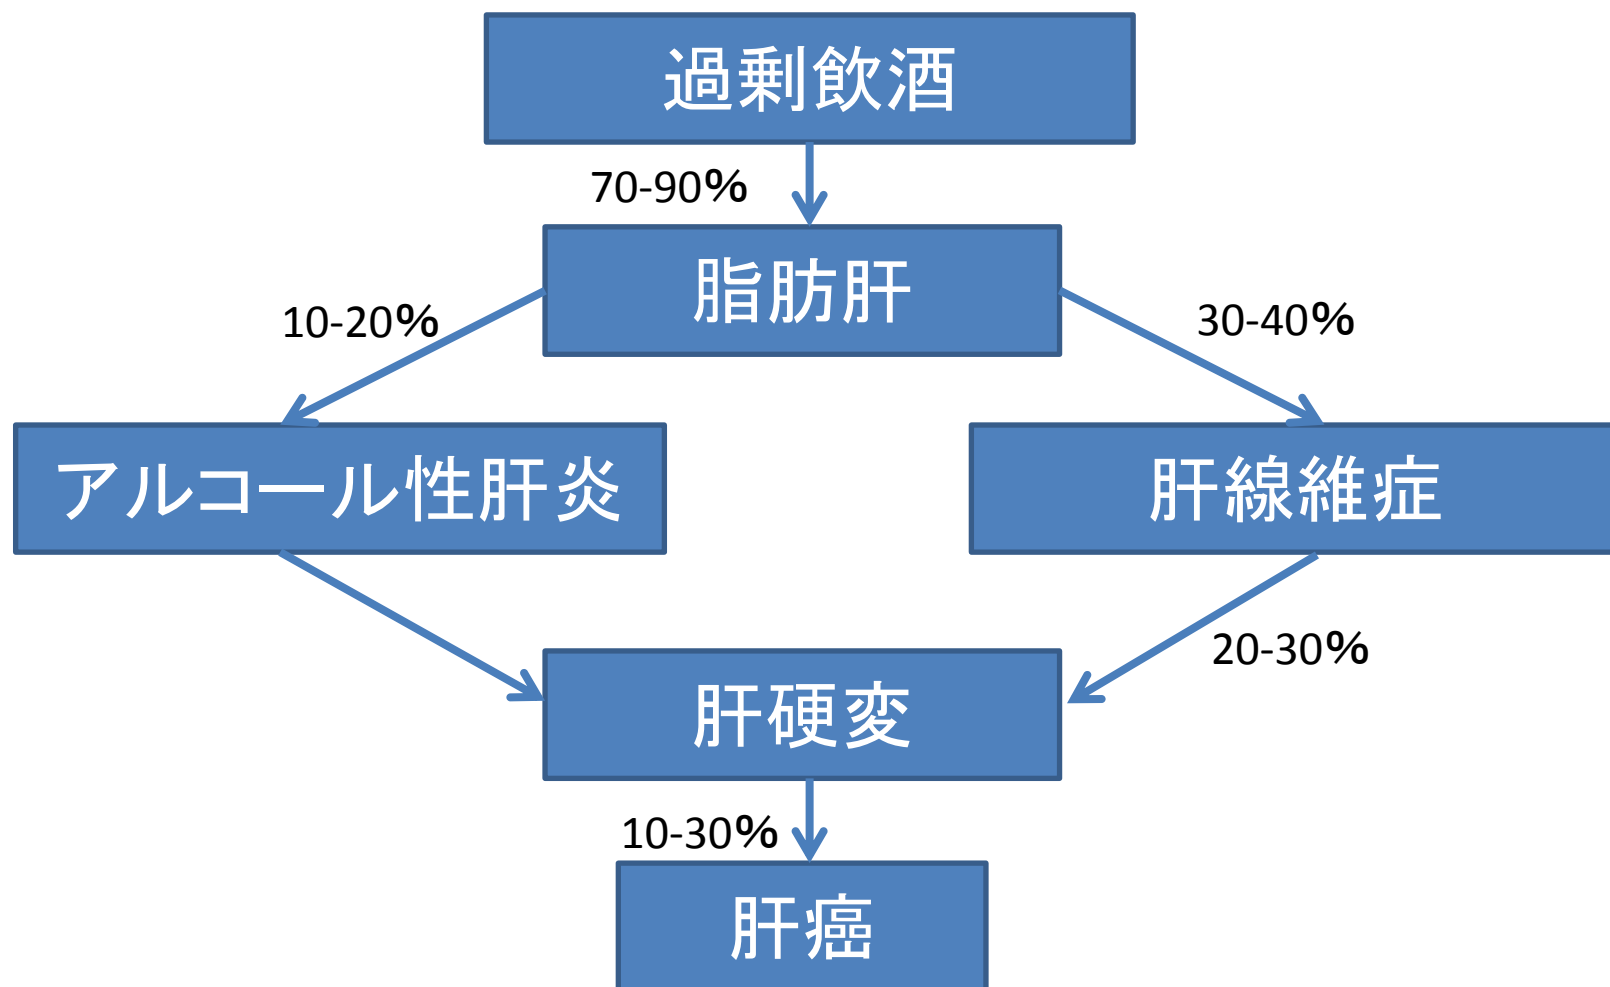 過剰飲酒
70-90%
脂肪肝
10-20%
30-40%
アルコール性肝炎
肝線維症
20-30%
肝硬変
10-30%
肝癌